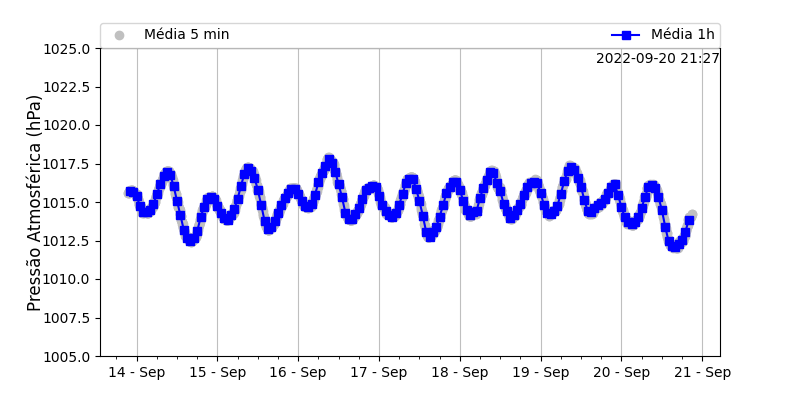 Média 5 min
Média 1h
2022-09-20 21:27
Pressão Atmosférica (hPa)
1025.0
1022.5
1020.0
1017.5
1015.0
1012.5
1010.0
1007.5
1005.0
14 - Sep
15 - Sep
16 - Sep
17 - Sep
18 - Sep
19 - Sep
20 - Sep
21 - Sep